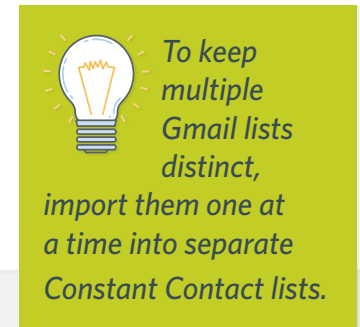 To keep
multiple
Gmail lists
distinct,
import them one at
a time into separate
Constant Contact lists.